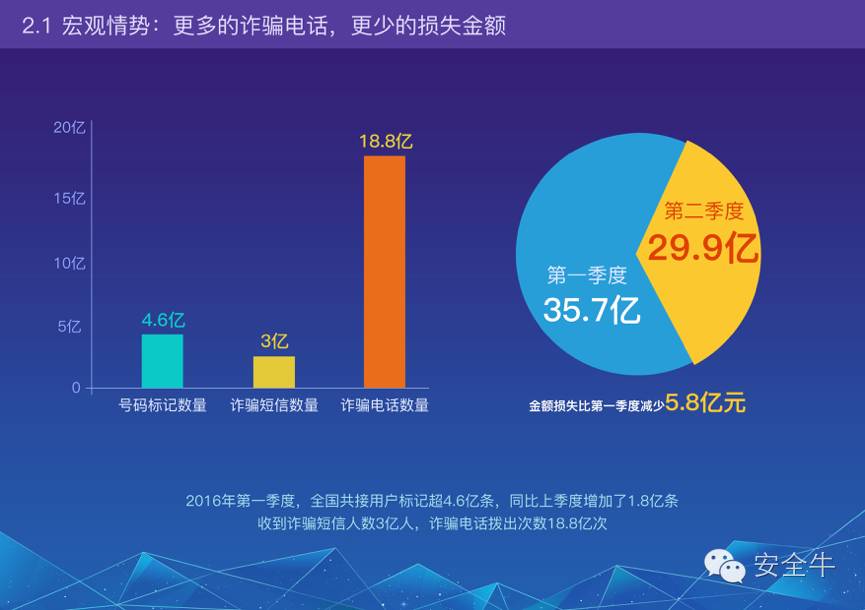 2.1 宏观情势：更多的诈骗电话，更少的损失金额
20亿
15亿
10亿
5亿
0
4.6亿
3亿
18.8亿
号码标记数量
诈骗短信数量
诈骗电话数量
第二季度
29.9亿
第一季度
35.7亿
金额损失比第一季度减少5.8亿元
2016年第一季度，全国共接用户标记超4.6亿条，同比上季度增加了1.8亿条
收到诈骗短信人数3亿人，诈骗电话拨出次数18.8亿次
安全牛